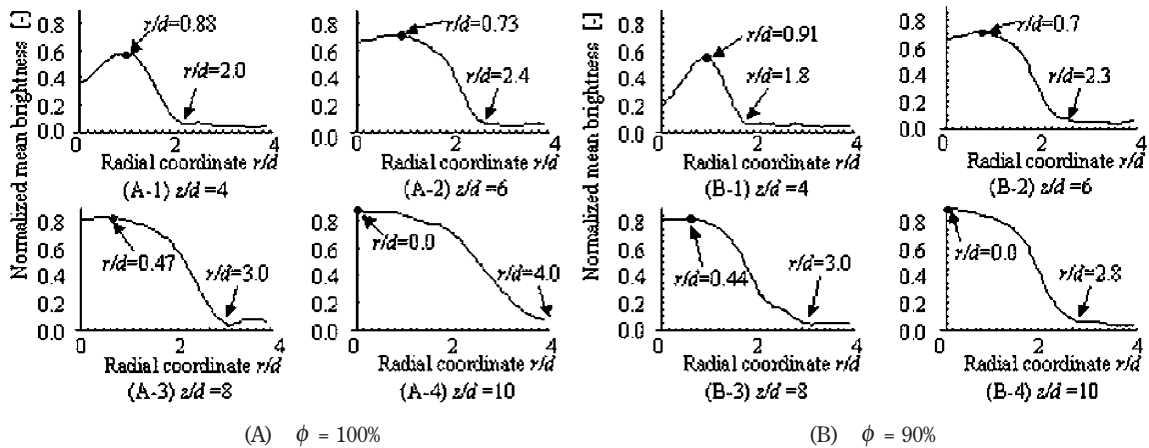 Normalized mean brightness [-]
0.8
0.6
0.4
0.2
0.0
r/d=0.88
r/d=2.0
0 2 4
Radial coordinate r/d
(A-1) z/d =4
0.8
0.6
0.4
0.2
0.0
r/d=0.73
r/d=2.4
0 2 4
Radial coordinate r/d
(A-2) z/d =6
0.8
0.6
0.4
0.2
0.0
r/d=0.47
r/d=3.0
0 2 4
Radial coordinate r/d
(A-3) z/d =8
0.8
0.6
0.4
0.2
0.0
r/d=0.0
r/d=4.0
0 2 4
Radial coordinate r/d
(A-4) z/d =10
(A) ϕ = 100%
Normalized mean brightness [-]
0.8
0.6
0.4
0.2
0.0
r/d=0.91
r/d=1.8
0 2 4
Radial coordinate r/d
(B-1) z/d =4
0.8
0.6
0.4
0.2
0.0
r/d=0.7
r/d=2.3
0 2 4
Radial coordinate r/d
(B-2) z/d =6
0.8
0.6
0.4
0.2
0.0
r/d=0.44
r/d=3.0
0 2 4
Radial coordinate r/d
(B-3) z/d =8
0.8
0.6
0.4
0.2
0.0
r/d=0.0
r/d=2.8
0 2 4
Radial coordinate r/d
(B-4) z/d =10
(B) ϕ = 90%